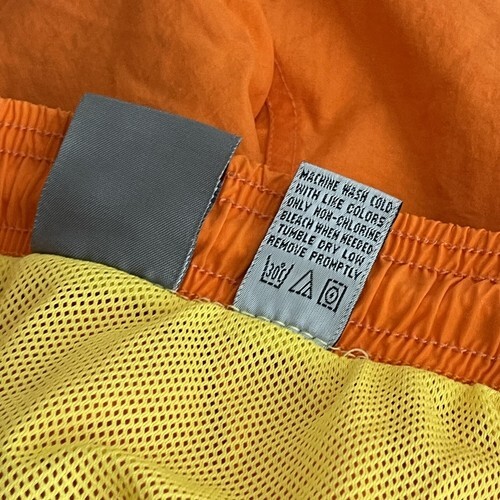 MACHINE WASH COLD
WITH LIKE COLORS
ONLY NON-CHLORINE
BLEACH WHEN NEEDED
TUMBLE DRY LOW
REMOVE PROMPTLY
30°